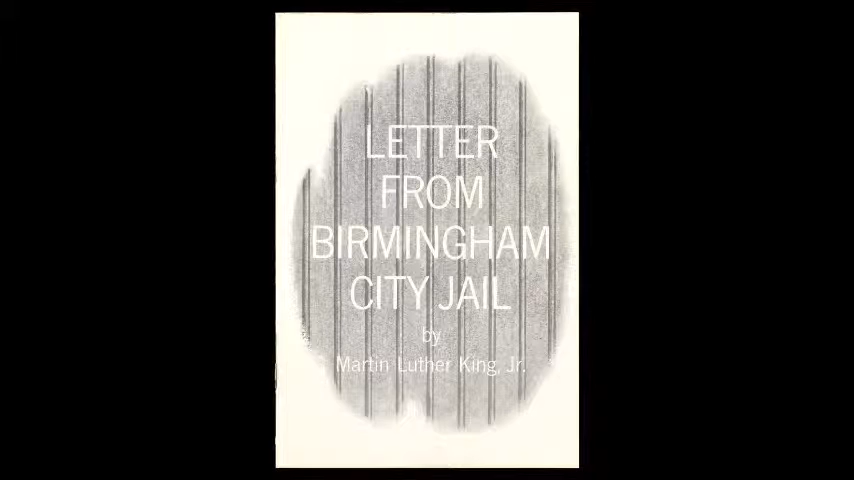 LETTER
FROM
BIRMINGHAM
CITY JAIL
by
Martin Luther King, Jr.